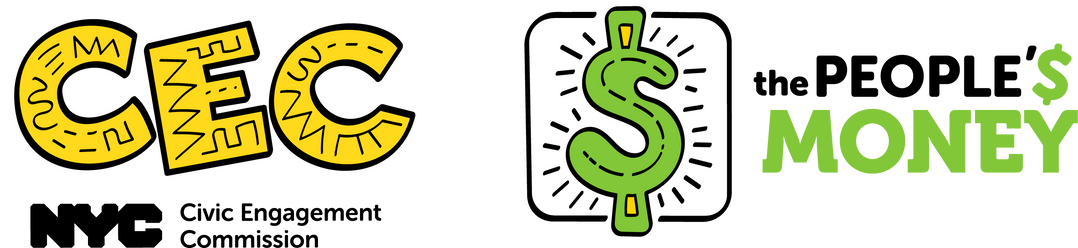 CEC
NYC
Civic Engagement
Commission
$
the PEOPLE'$
MONEY